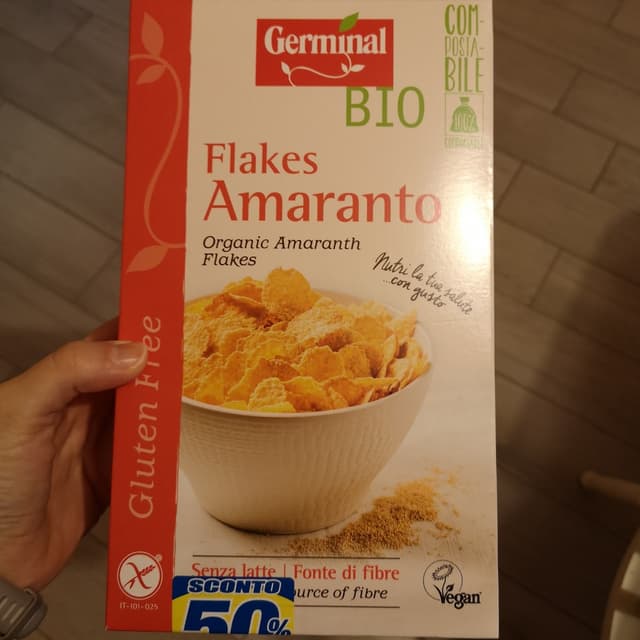 Germinal
BIO
COM-
POSTA-
BILE
Flakes
Amaranto
Organic Amaranth
Flakes
Nutri la tua salute
...con gusto
Gluten Free
Senza latte | Fonte di fibre
urce of fibre
IT-101-025
SCONTO
50%
Vegan